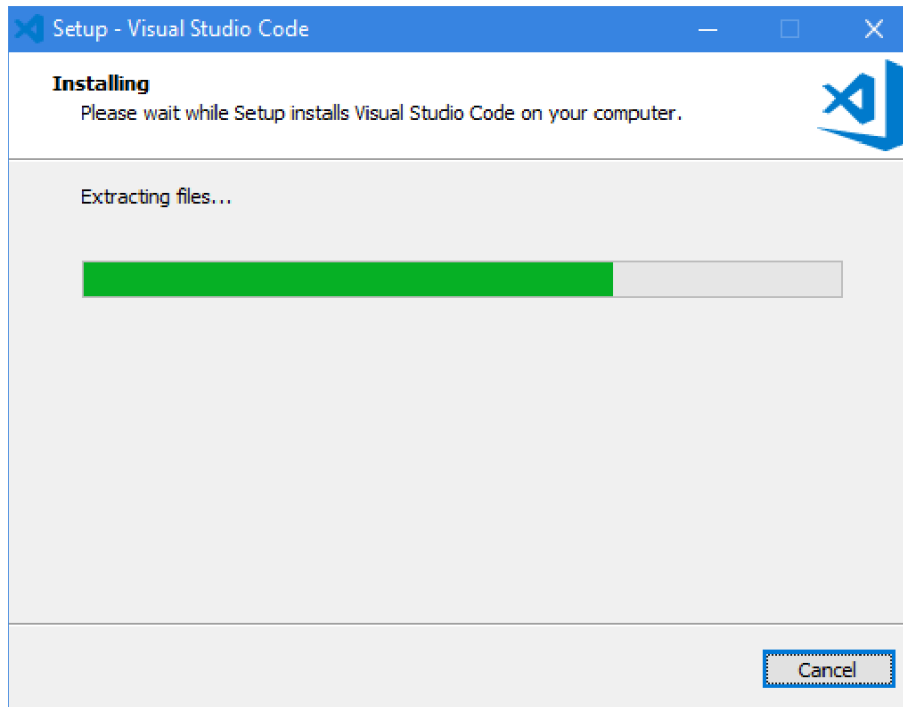 Setup - Visual Studio Code
Installing
Please wait while Setup installs Visual Studio Code on your computer.
Extracting files...
Cancel